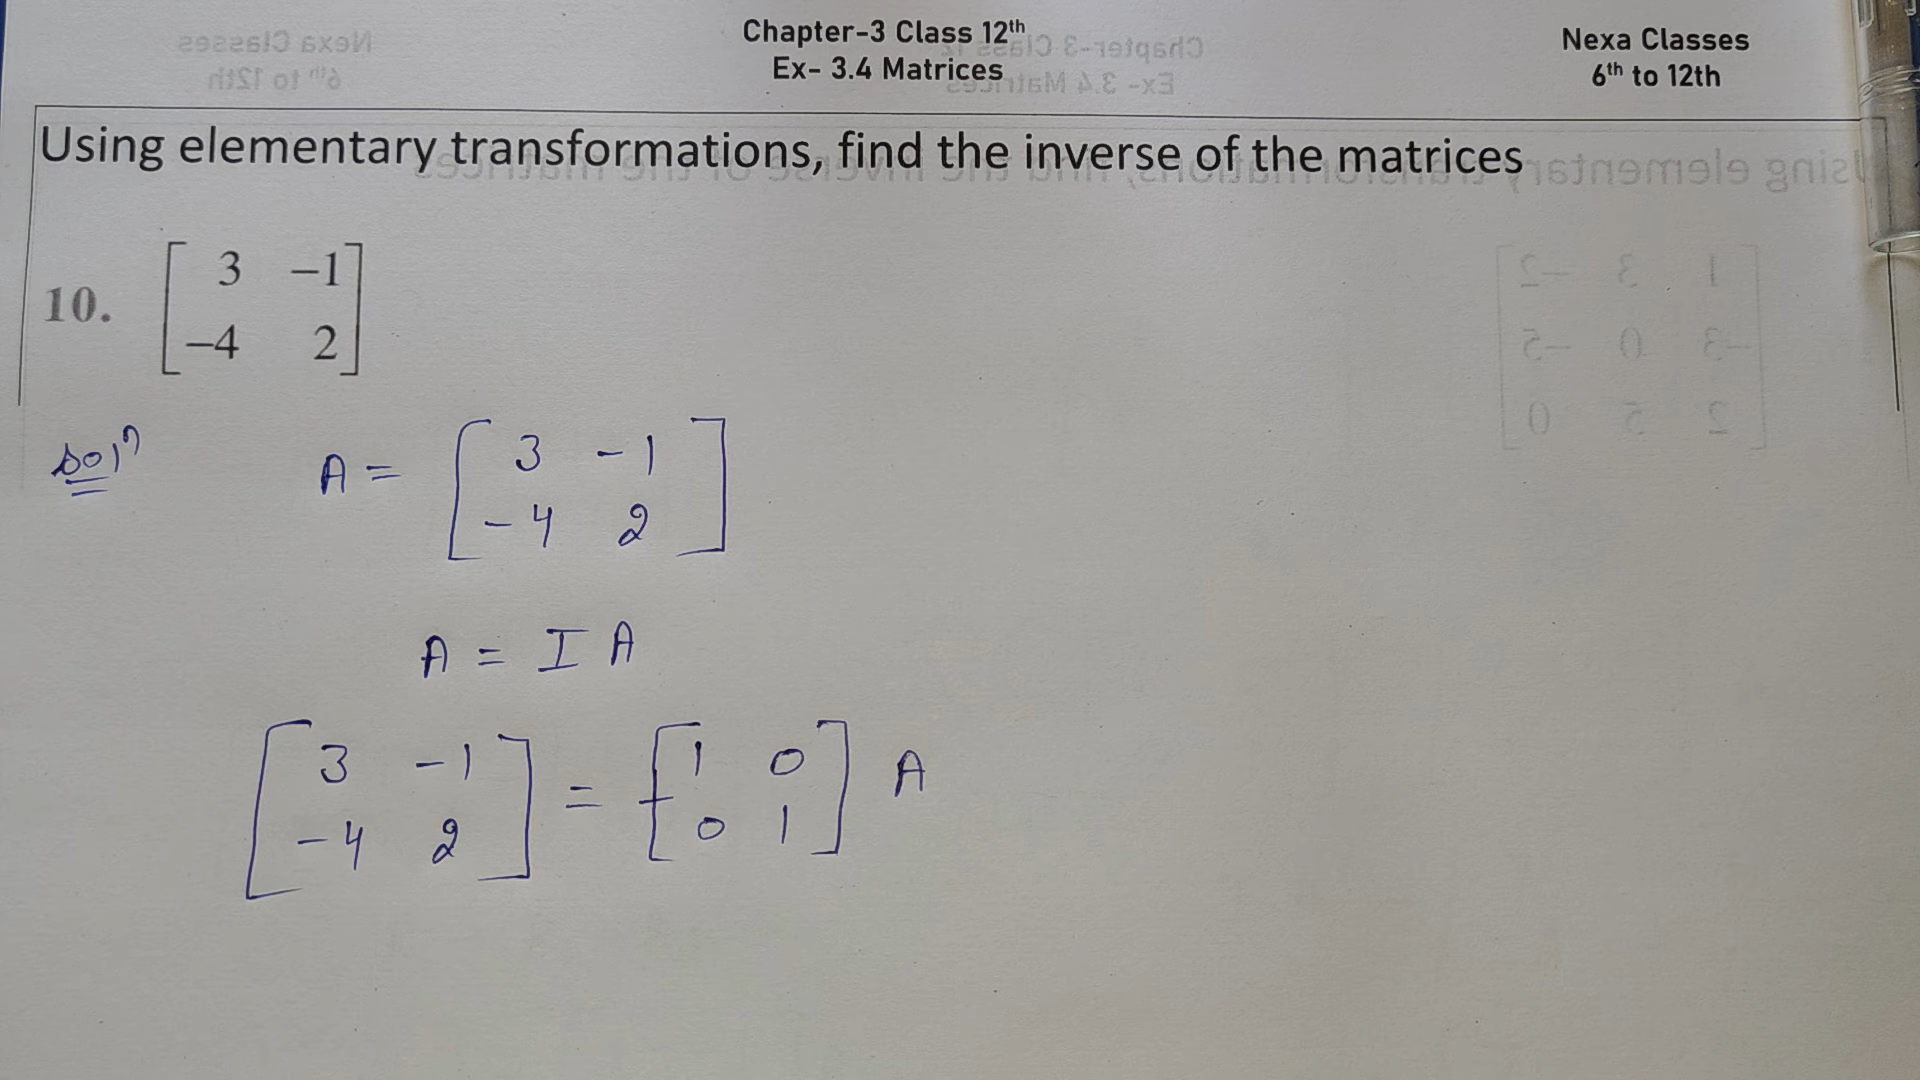 Chapter-3 Class 12th
Ex- 3.4 Matrices
Nexa Classes
6th to 12th
Using elementary transformations, find the inverse of the matrices
10. [ 3 -1
-4 2 ]
Soln A = [ 3 -1
-4 2 ]
A = I A
[ 3 -1
-4 2 ] = [ 1 0
0 1 ] A